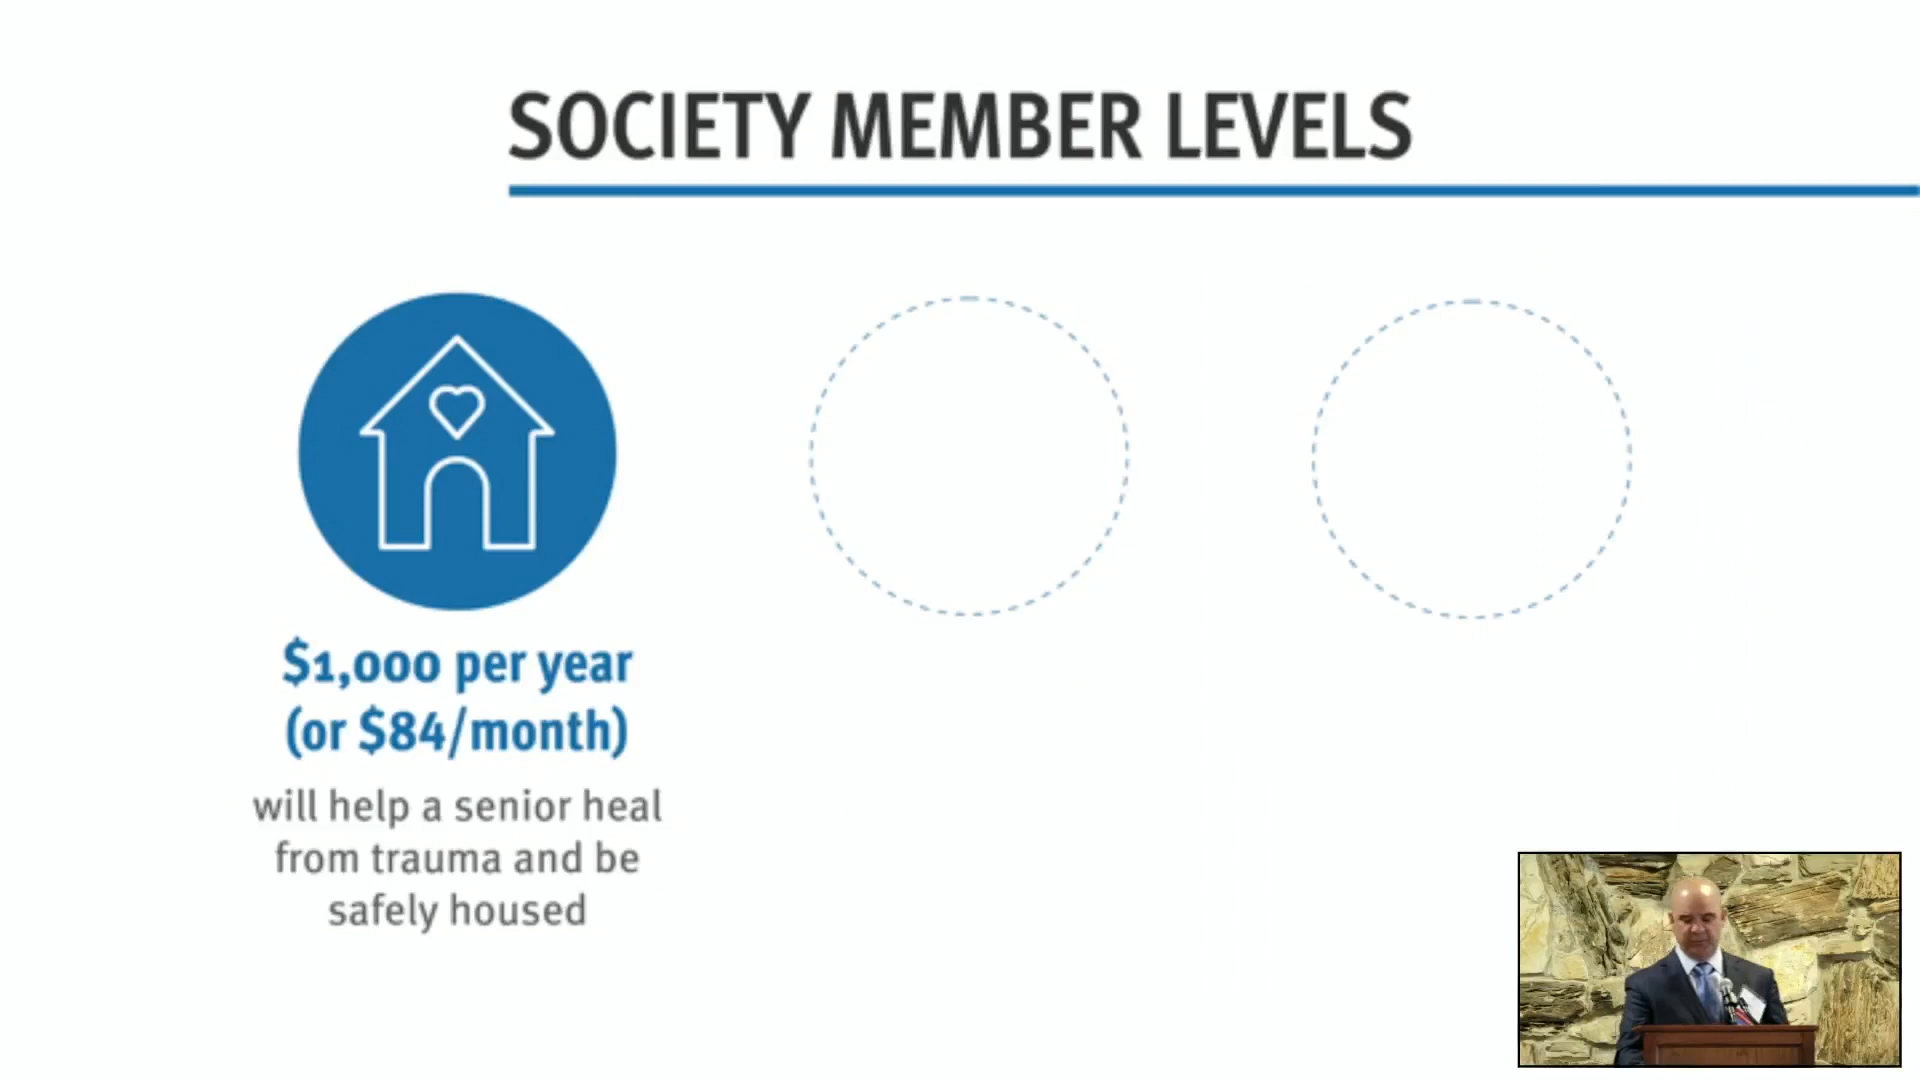 SOCIETY MEMBER LEVELS
$1,000 per year
(or $84/month)
will help a senior heal
from trauma and be
safely housed